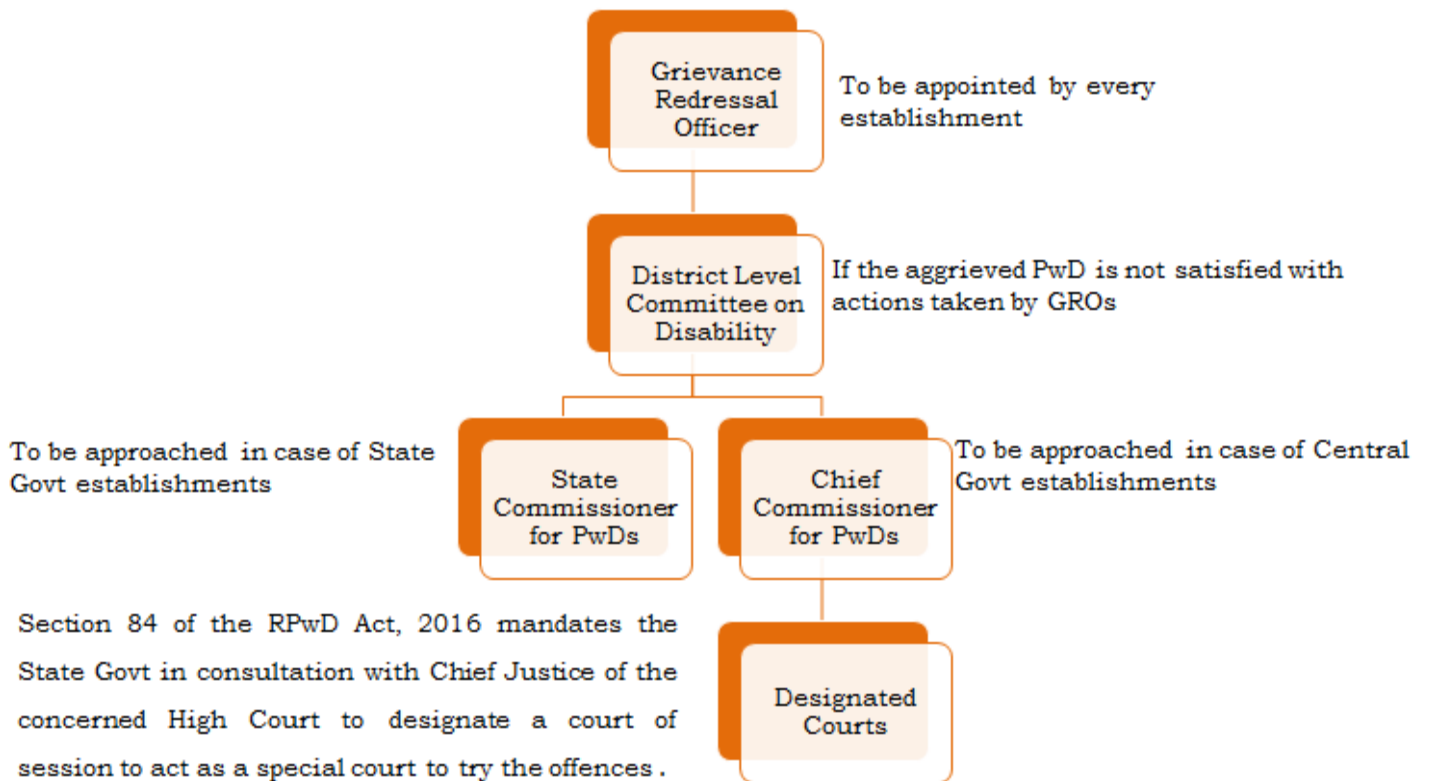 Grievance
Redressal
Officer
To be appointed by every
establishment
District Level
Committee on
Disability
If the aggrieved PwD is not satisfied with
actions taken by GROs
To be approached in case of State
Govt establishments
State
Commissioner
for PwDs
Chief
Commissioner
for PwDs
To be approached in case of Central
Govt establishments
Section 84 of the RPwD Act, 2016 mandates the
State Govt in consultation with Chief Justice of the
concerned High Court to designate a court of
session to act as a special court to try the offences .
Designated
Courts